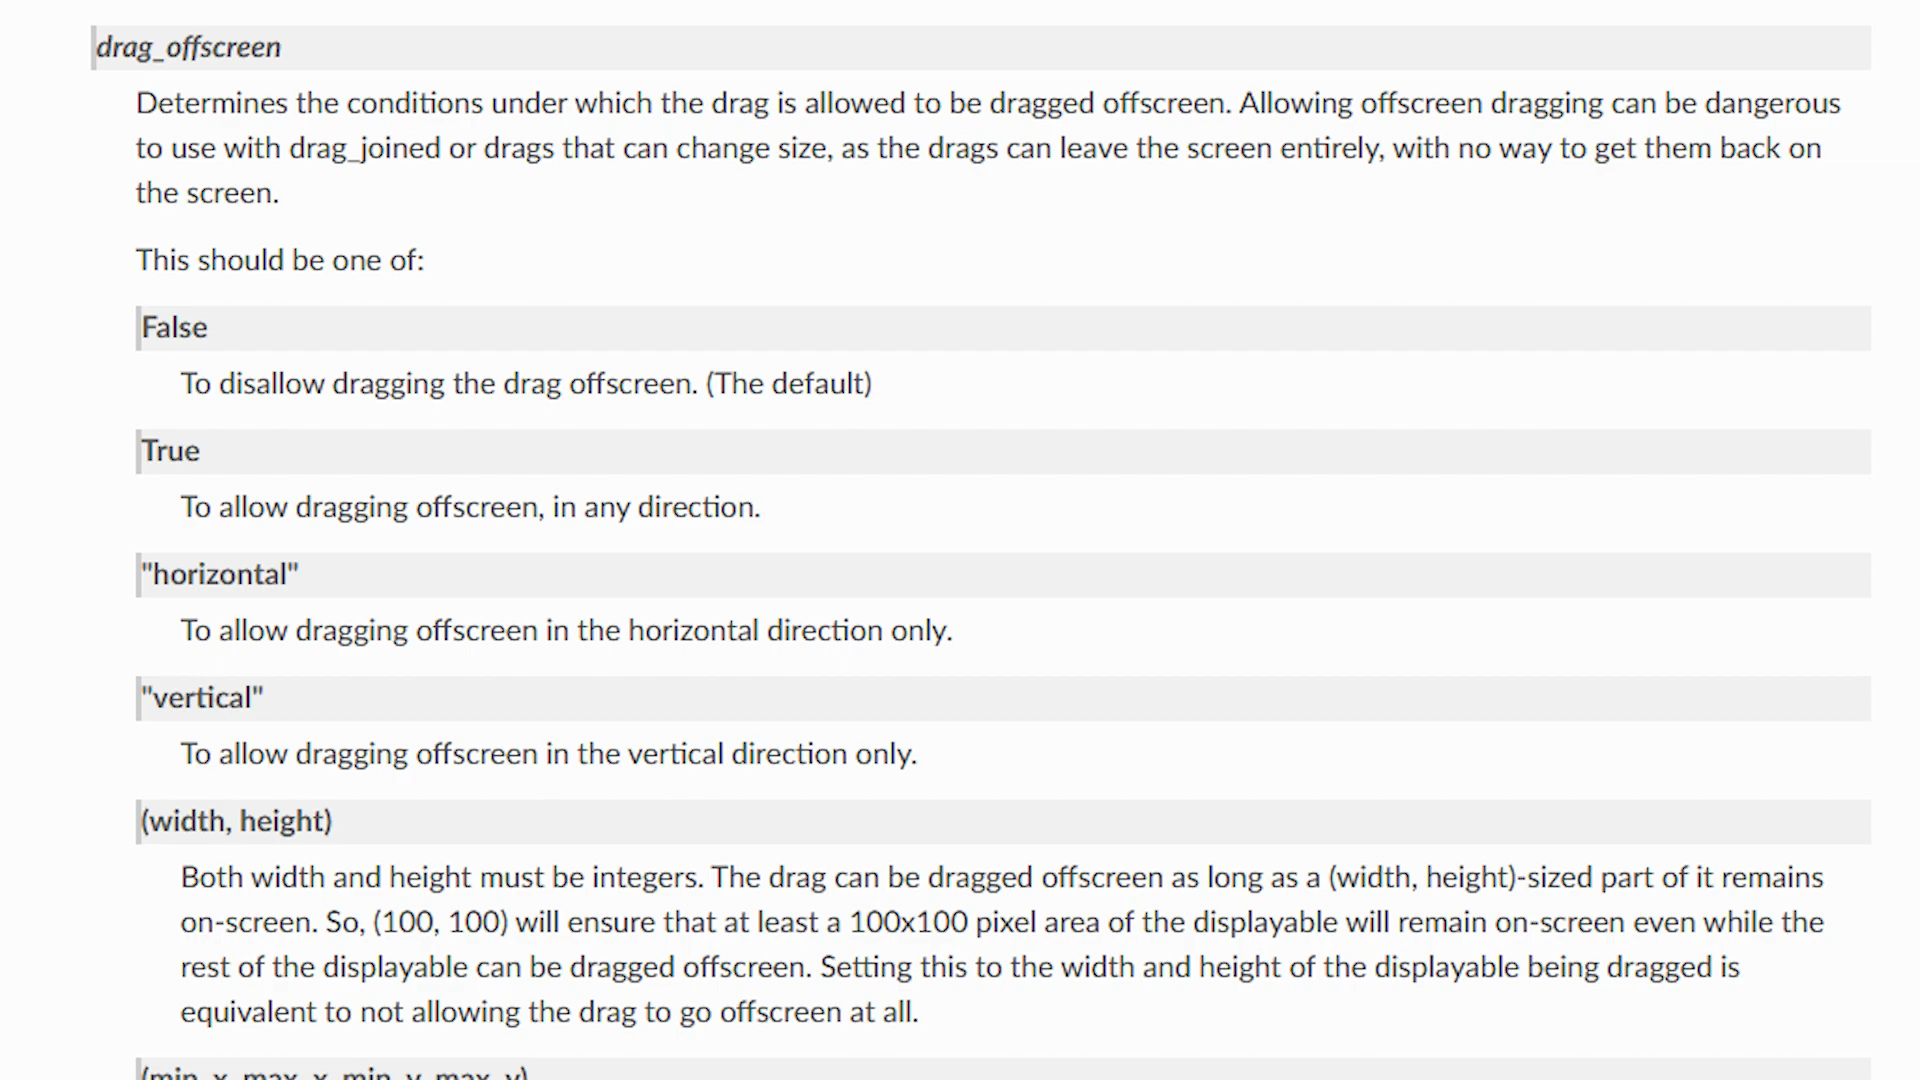 drag_offscreen
Determines the conditions under which the drag is allowed to be dragged offscreen. Allowing offscreen dragging can be dangerous
to use with drag_joined or drags that can change size, as the drags can leave the screen entirely, with no way to get them back on
the screen.
This should be one of:
False
To disallow dragging the drag offscreen. (The default)
True
To allow dragging offscreen, in any direction.
"horizontal"
To allow dragging offscreen in the horizontal direction only.
"vertical"
To allow dragging offscreen in the vertical direction only.
(width, height)
Both width and height must be integers. The drag can be dragged offscreen as long as a (width, height)-sized part of it remains
on-screen. So, (100, 100) will ensure that at least a 100x100 pixel area of the displayable will remain on-screen even while the
rest of the displayable can be dragged offscreen. Setting this to the width and height of the displayable being dragged is
equivalent to not allowing the drag to go offscreen at all.
(min_x, max_x, min_y, max_y)